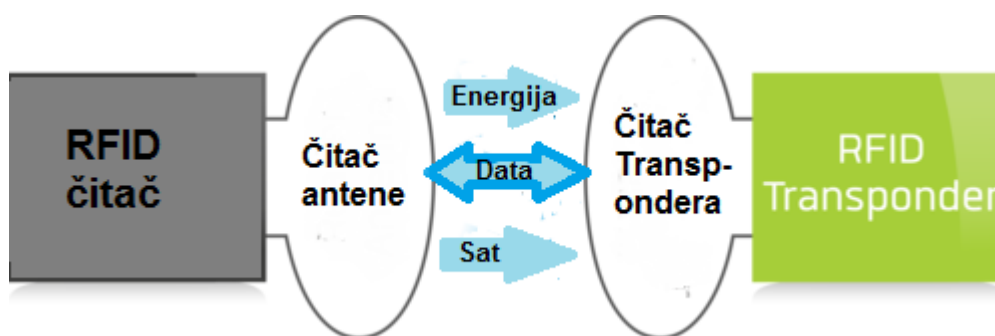 RFID
čitač
Čitač
antene
Energija
Data
Sat
Čitač
Transp-
ondera
RFID
Transponder